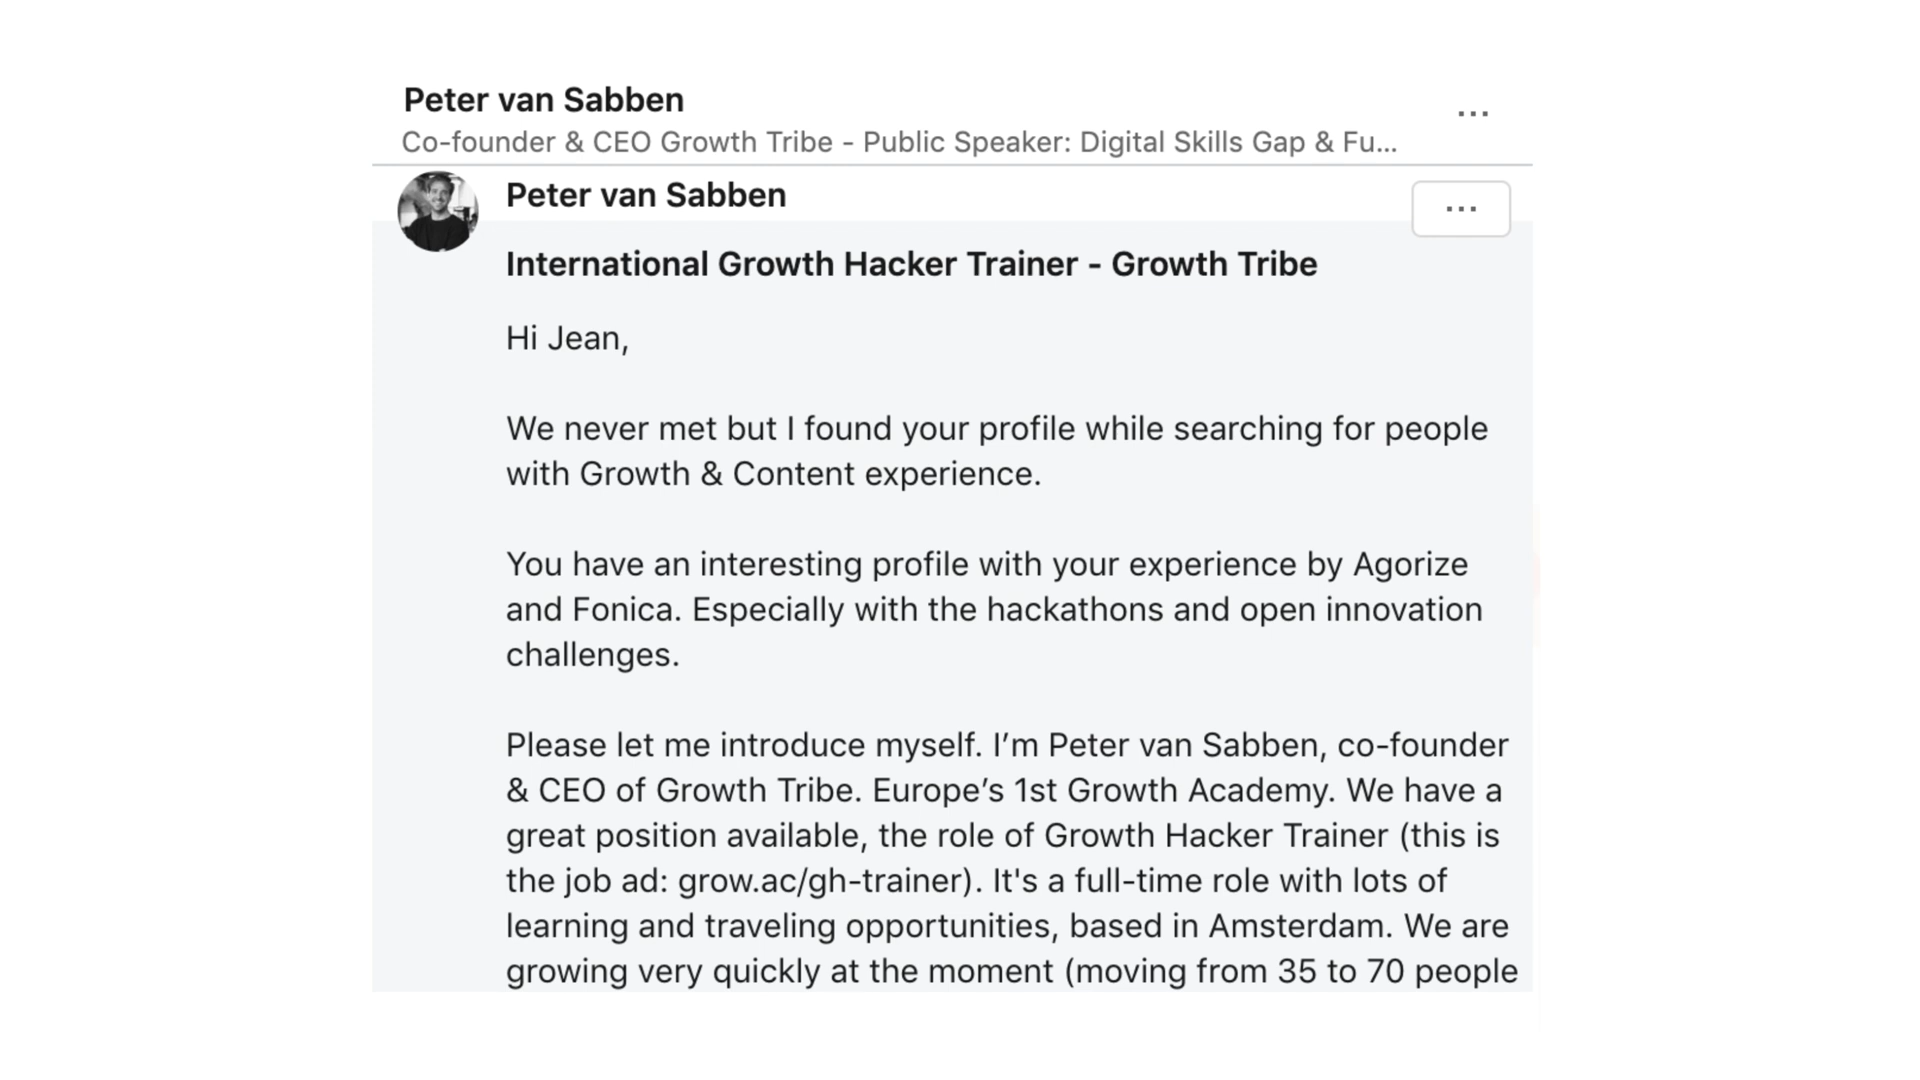 Peter van Sabben
...
Co-founder & CEO Growth Tribe - Public Speaker: Digital Skills Gap & Fu...
Peter van Sabben
...
International Growth Hacker Trainer - Growth Tribe
Hi Jean,
We never met but I found your profile while searching for people
with Growth & Content experience.
You have an interesting profile with your experience by Agorize
and Fonica. Especially with the hackathons and open innovation
challenges.
Please let me introduce myself. I’m Peter van Sabben, co-founder
& CEO of Growth Tribe. Europe’s 1st Growth Academy. We have a
great position available, the role of Growth Hacker Trainer (this is
the job ad: grow.ac/gh-trainer). It's a full-time role with lots of
learning and traveling opportunities, based in Amsterdam. We are
growing very quickly at the moment (moving from 35 to 70 people